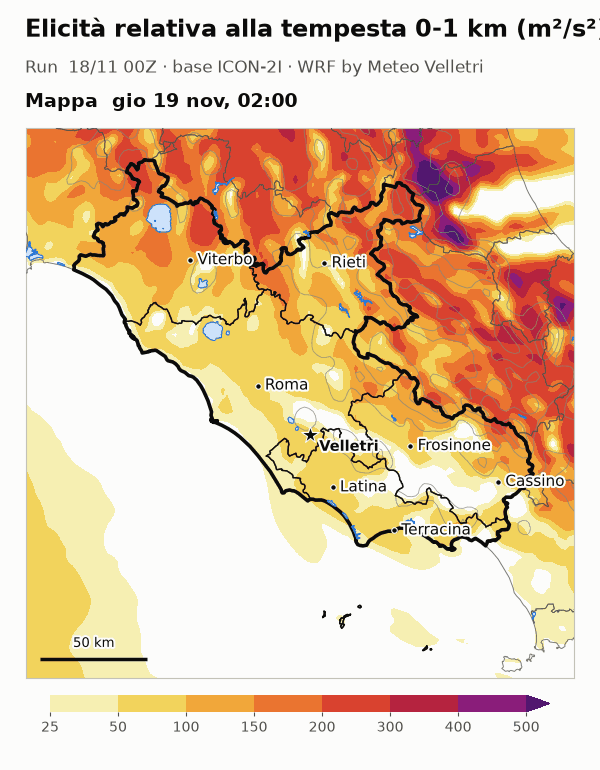 Elicità relativa alla tempesta 0-1 km (m²/s²)
Run 18/11 00Z · base ICON-2I · WRF by Meteo Velletri
Mappa gio 19 nov, 02:00
Viterbo
Rieti
Roma
Velletri
Frosinone
Cassino
Latina
Terracina
50 km
25 50 100 150 200 300 400 500